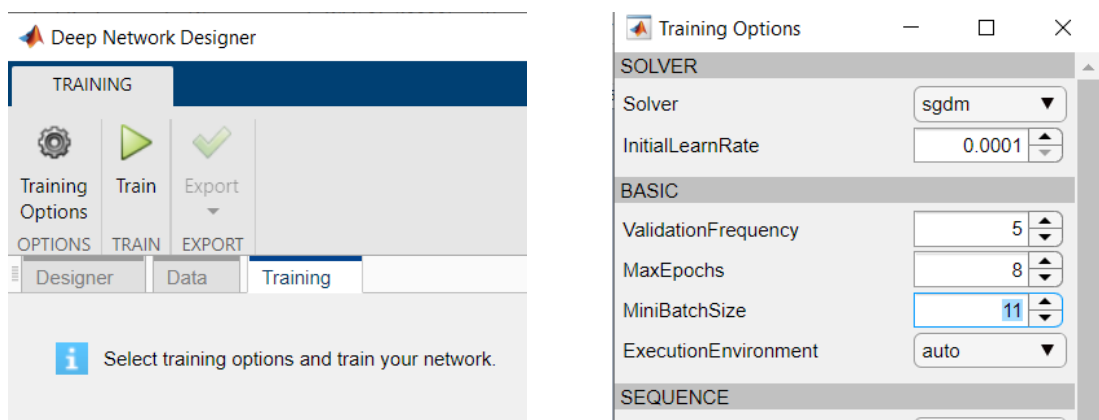 Deep Network Designer
TRAINING
Training Options
Train
Export
OPTIONS
TRAIN
EXPORT
Designer
Data
Training
Select training options and train your network.
Training Options
SOLVER
Solver sgdm
InitialLearnRate 0.0001
BASIC
ValidationFrequency 5
MaxEpochs 8
MiniBatchSize 11
ExecutionEnvironment auto
SEQUENCE